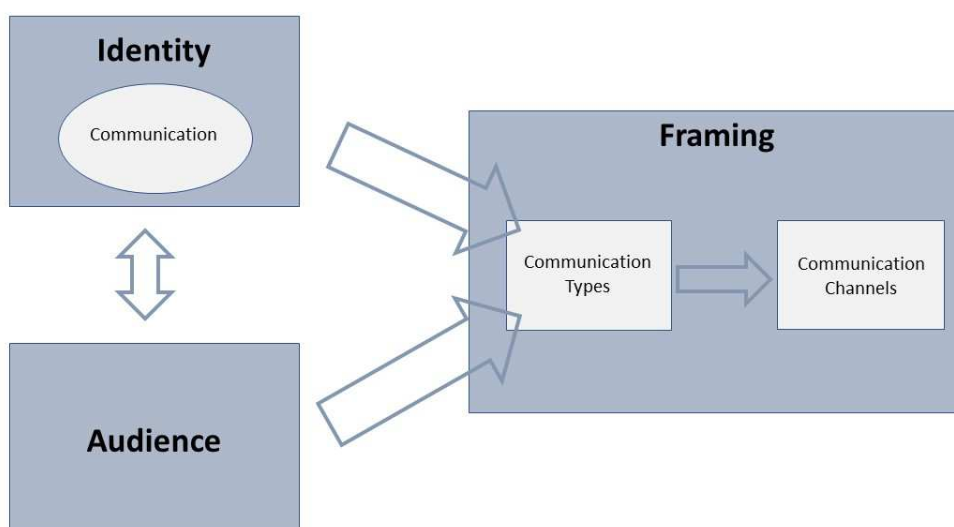 Identity
Communication
Framing
Communication
Types
Communication
Channels
Audience